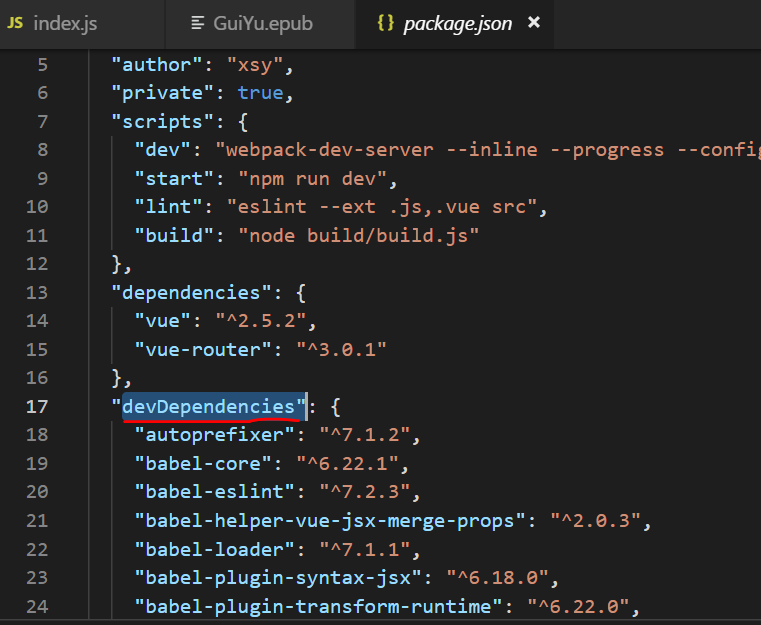 JS index.js GuiYu.epub {} package.json ×
5 "author": "xsy",
6 "private": true,
7 "scripts": {
8 "dev": "webpack-dev-server --inline --progress --config
9 "start": "npm run dev",
10 "lint": "eslint --ext .js,.vue src",
11 "build": "node build/build.js"
12 },
13 "dependencies": {
14 "vue": "^2.5.2",
15 "vue-router": "^3.0.1"
16 },
17 "devDependencies": {
18 "autoprefixer": "^7.1.2",
19 "babel-core": "^6.22.1",
20 "babel-eslint": "^7.2.3",
21 "babel-helper-vue-jsx-merge-props": "^2.0.3",
22 "babel-loader": "^7.1.1",
23 "babel-plugin-syntax-jsx": "^6.18.0",
24 "babel-plugin-transform-runtime": "^6.22.0",